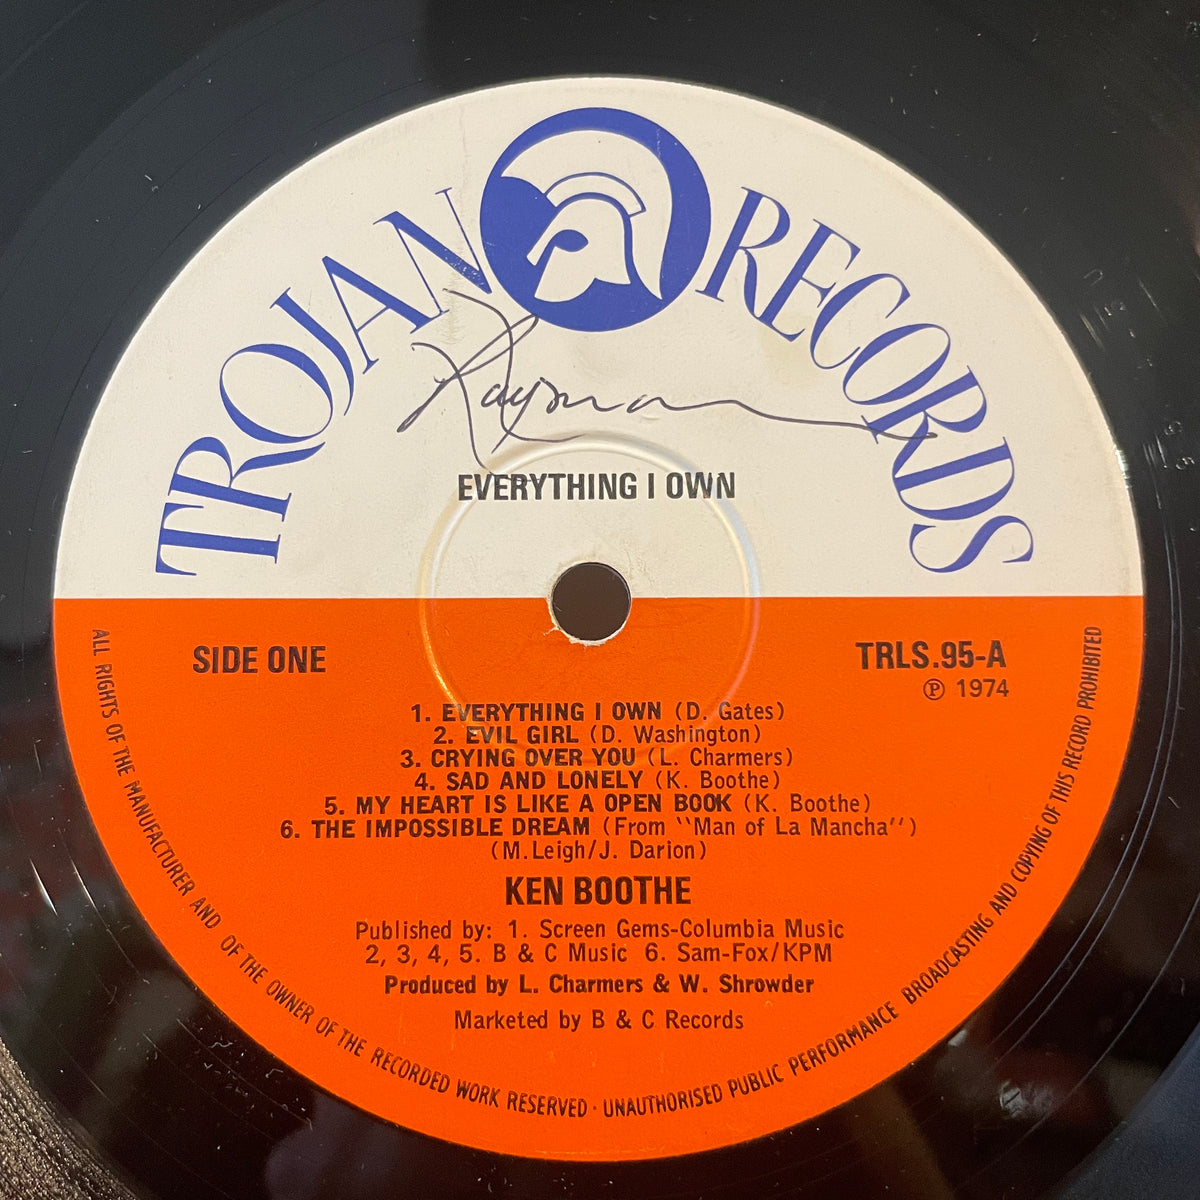 TROJAN RECORDS
Rayman
EVERYTHING I OWN
SIDE ONE
TRLS.95-A
℗ 1974
1. EVERYTHING I OWN (D. Gates)
2. EVIL GIRL (D. Washington)
3. CRYING OVER YOU (L. Charmers)
4. SAD AND LONELY (K. Boothe)
5. MY HEART IS LIKE A OPEN BOOK (K. Boothe)
6. THE IMPOSSIBLE DREAM (From "Man of La Mancha")
(M.Leigh/J. Darion)
KEN BOOTHE
Published by: 1. Screen Gems-Columbia Music
2, 3, 4, 5. B & C Music 6. Sam-Fox/KPM
Produced by L. Charmers & W. Shrowder
Marketed by B & C Records
ALL RIGHTS OF THE MANUFACTURER AND OF THE OWNER OF THE RECORDED WORK RESERVED · UNAUTHORISED PUBLIC PERFORMANCE BROADCASTING AND COPYING OF THIS RECORD PROHIBITED